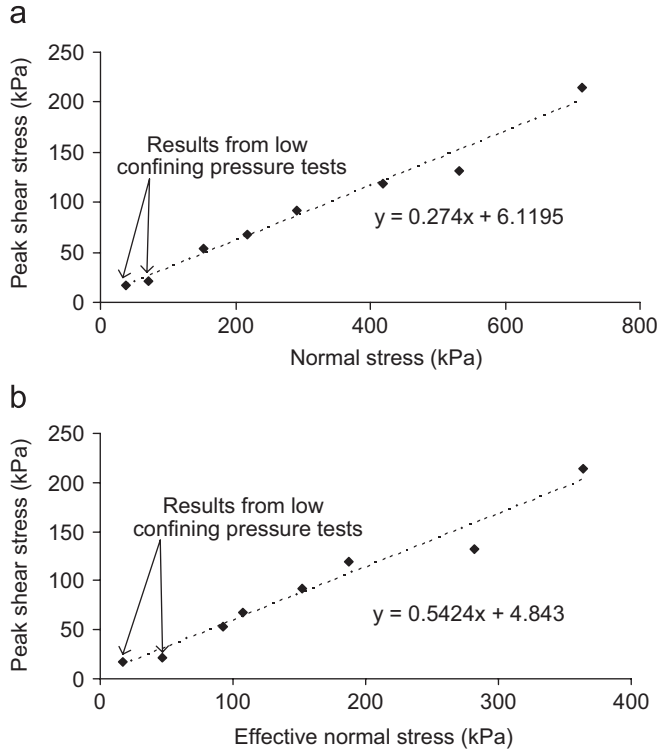 a
250
200
150
100
50
0
Peak shear stress (kPa)
Results from low
confining pressure tests
y = 0.274x + 6.1195
0
200
400
600
800
Normal stress (kPa)
b
250
200
150
100
50
0
Peak shear stress (kPa)
Results from low
confining pressure tests
y = 0.5424x + 4.843
0
100
200
300
400
Effective normal stress (kPa)